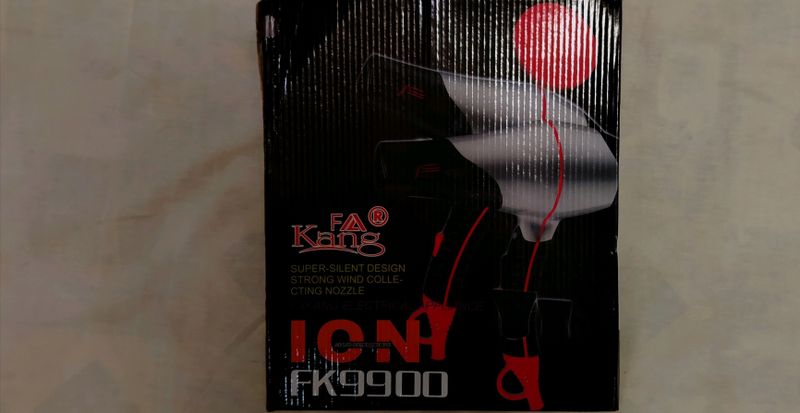 FA ®
Kang
SUPER-SILENT DESIGN
STRONG WIND COLLE-
CTING NOZZLE
ION
FK9900